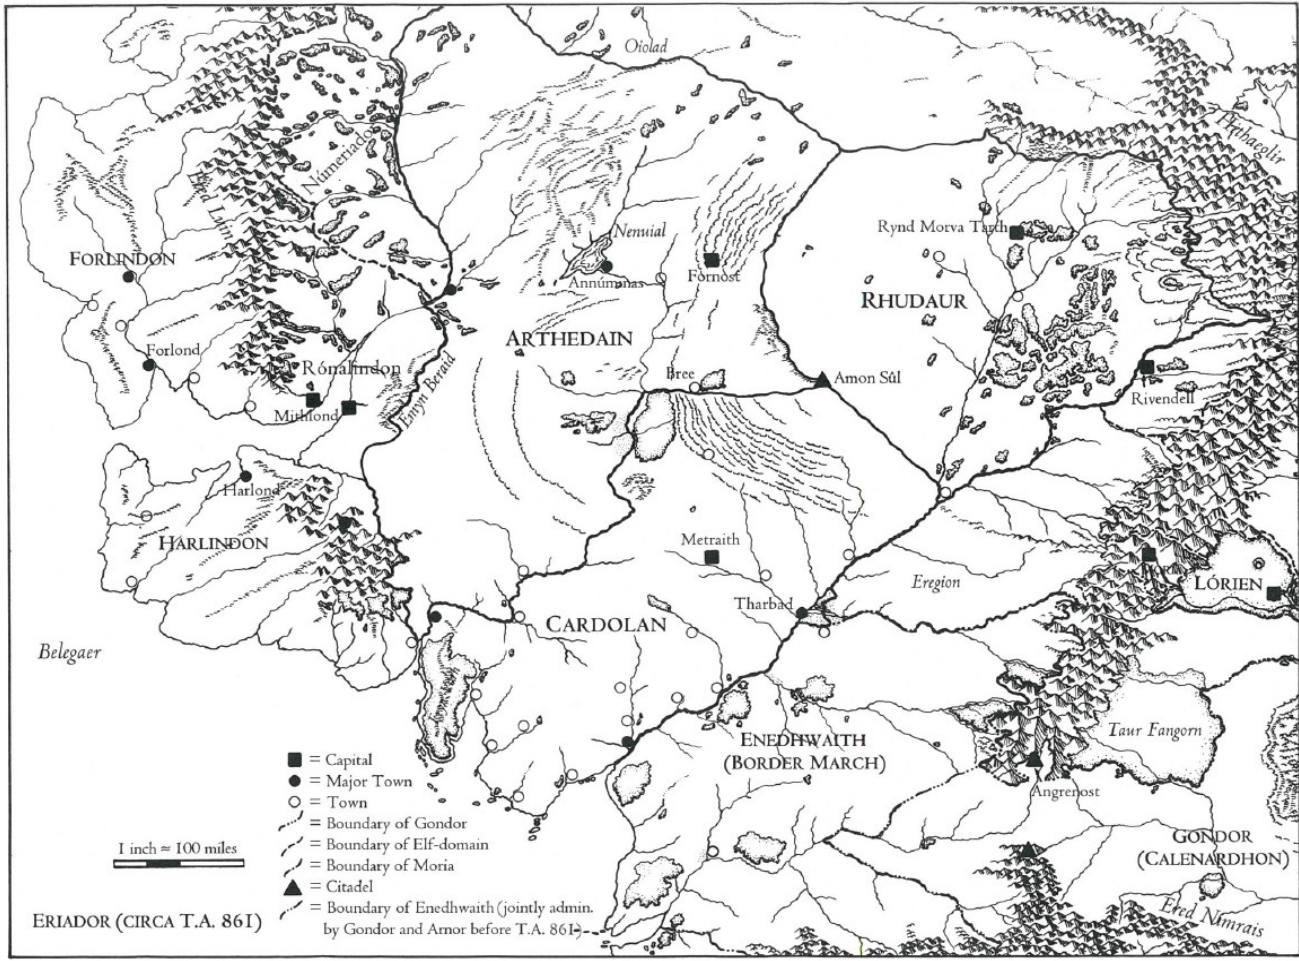 Oiolad
Hithaeglir
Númeriador
Ered Luin
Rynd Morva Tarth
Nenuial
FORLINDON
Fornost
Annúminas
RHUDAUR
ARTHEDAIN
Forlond
Rónalindon
Bree
Amon Sûl
Emyn Beraid
Rivendell
Mithlond
Harlond
HARLINDON
Metraith
Eregion
LÓRIEN
Tharbad
CARDOLAN
Belegaer
Taur Fangorn
ENEDHWAITH
(BORDER MARCH)
Angrenost
GONDOR
(CALENARDHON)
Ered Nimrais
= Capital
= Major Town
= Town
= Boundary of Gondor
= Boundary of Elf-domain
= Boundary of Moria
= Citadel
= Boundary of Enedhwaith (jointly admin.
by Gondor and Arnor before T.A. 861)
1 inch ≈ 100 miles
ERIADOR (CIRCA T.A. 861)